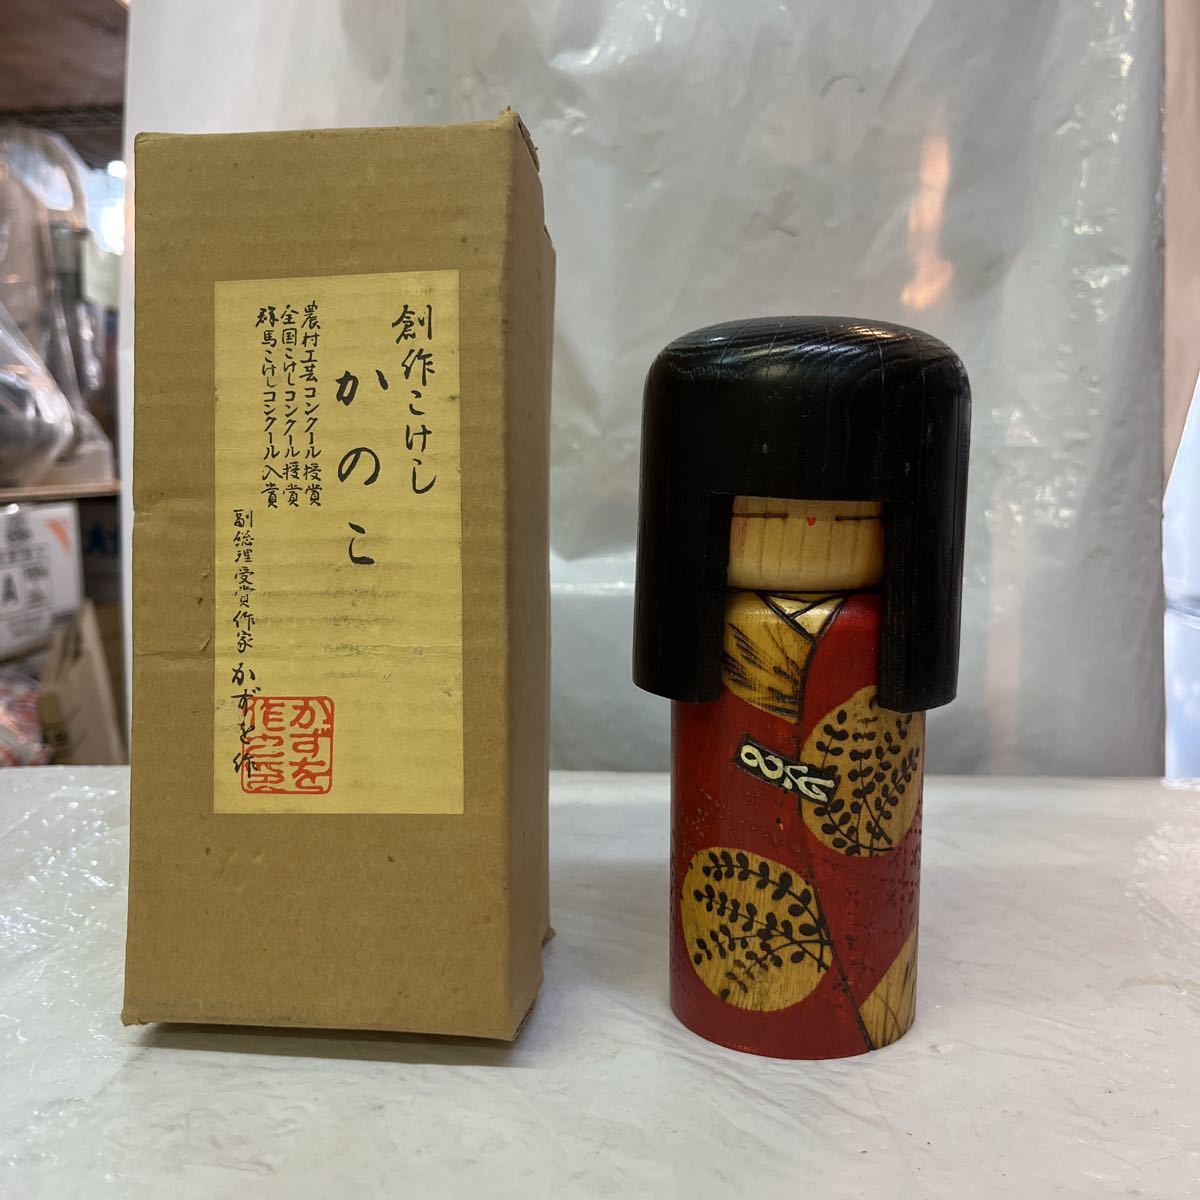 創作こけし
かのこ
農村工芸コンクール授賞
全国こけしコンクール授賞
群馬こけしコンクール入賞
副総理受賞作家 かずを作
かずを
A